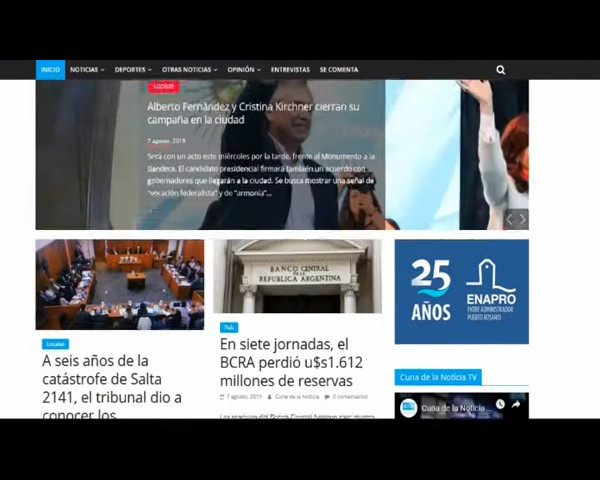 INICIO NOTICIAS DEPORTES OTRAS NOTICIAS OPINIÓN ENTREVISTAS SE COMENTA
LOCALES
Alberto Fernández y Cristina Kirchner cierran su
campaña en la ciudad
7 agosto, 2019
Será con un acto este miércoles por la tarde, frente al Monumento a la
Bandera. El candidato presidencial firmará también un acuerdo con
gobernadores que llegarán a la ciudad. Se busca mostrar una señal de
"vocación federalista" y de "armonía"...
BANCO CENTRAL
DE LA
REPUBLICA ARGENTINA
25
AÑOS
ENAPRO
ENTE ADMINISTRADOR
PUERTO ROSARIO
Locales
A seis años de la
catástrofe de Salta
2141, el tribunal dio a
conocer los
País
En siete jornadas, el
BCRA perdió u$s1.612
millones de reservas
7 agosto, 2019 Cuna de la Noticia 0 comentarios
Cuna de la Noticia TV
Cuna de la Noticia